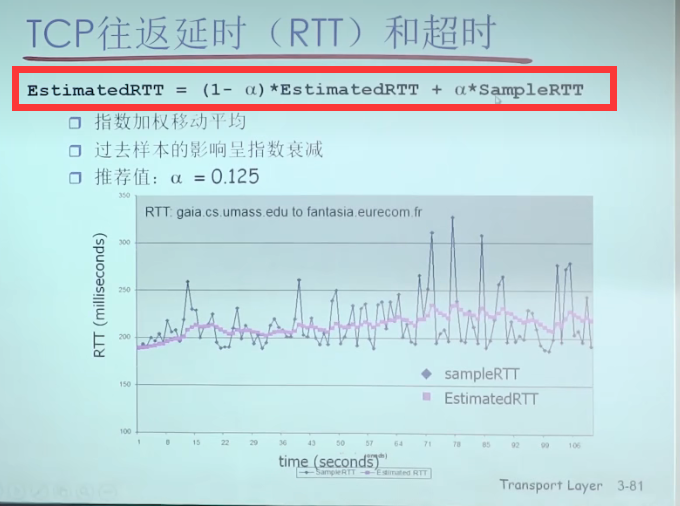 TCP往返延时（RTT）和超时
EstimatedRTT = (1- α)*EstimatedRTT + α*SampleRTT
指数加权移动平均
过去样本的影响呈指数衰减
推荐值：α = 0.125
RTT: gaia.cs.umass.edu to fantasia.eurecom.fr
RTT (milliseconds)
350
300
250
200
150
100
1 8 15 22 29 36 43 50 57 64 71 78 85 92 99 106
sampleRTT
EstimatedRTT
time (seconds)
SampleRTT Estimated RTT
Transport Layer 3-81